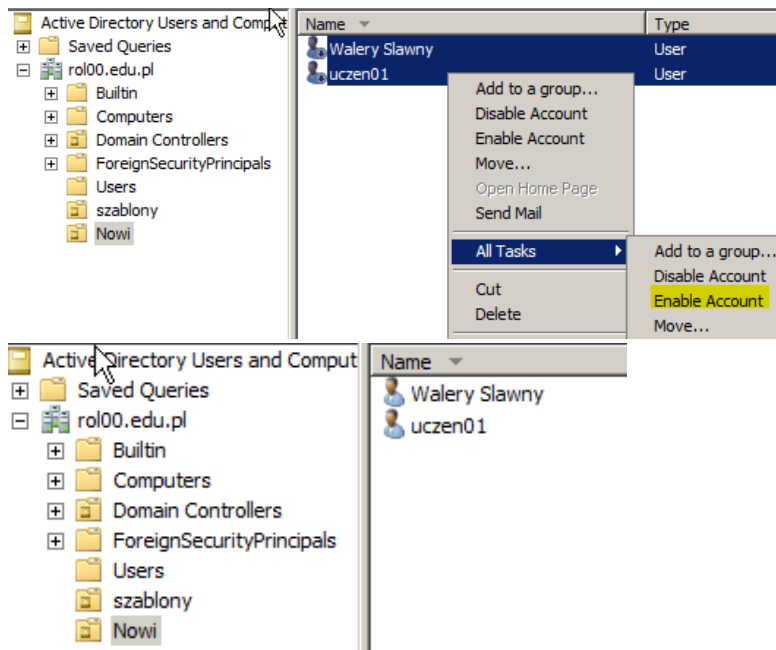 Active Directory Users and Comput
Saved Queries
rol00.edu.pl
Builtin
Computers
Domain Controllers
ForeignSecurityPrincipals
Users
szablony
Nowi
Name Type
Walery Slawny User
uczen01 User
Add to a group...
Disable Account
Enable Account
Move...
Open Home Page
Send Mail
All Tasks
Cut
Delete
Add to a group...
Disable Account
Enable Account
Move...
Active Directory Users and Comput
Saved Queries
rol00.edu.pl
Builtin
Computers
Domain Controllers
ForeignSecurityPrincipals
Users
szablony
Nowi
Name
Walery Slawny
uczen01